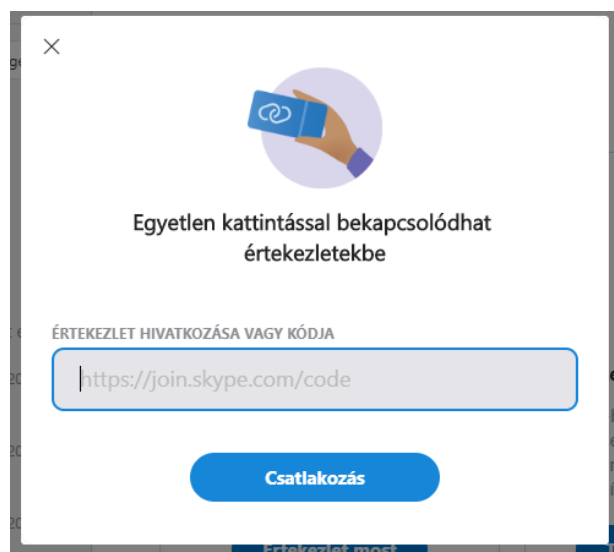 Egyetlen kattintással bekapcsolódhat
értekezletekbe
ÉRTEKEZLET HIVATKOZÁSA VAGY KÓDJA
https://join.skype.com/code
Csatlakozás
Értekezlet most